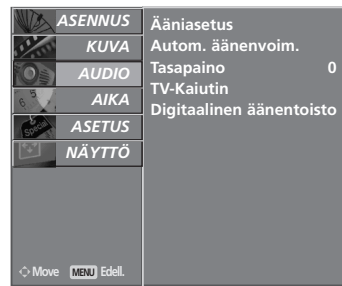 ASENNUS
KUVA
AUDIO
AIKA
ASETUS
NÄYTTÖ
Move MENU Edell.
Ääniasetus
Autom. äänenvoim.
Tasapaino 0
TV-Kaiutin
Digitaalinen äänentoisto